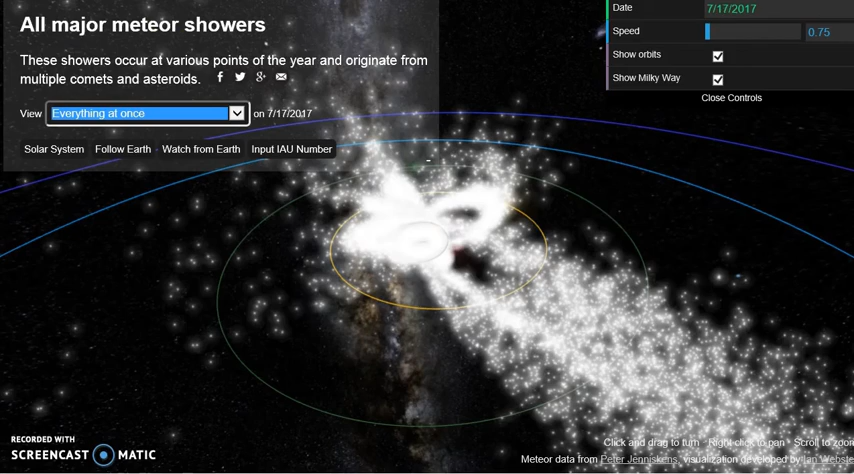 All major meteor showers
These showers occur at various points of the year and originate from
multiple comets and asteroids.
View Everything at once on 7/17/2017
Solar System Follow Earth Watch from Earth Input IAU Number
Date 7/17/2017
Speed 0.75
Show orbits
Show Milky Way
Close Controls
RECORDED WITH
SCREENCAST MATIC
Click and drag to turn · Right click to pan · Scroll to zoom
Meteor data from Peter Jenniskens, visualization developed by Ian Webste